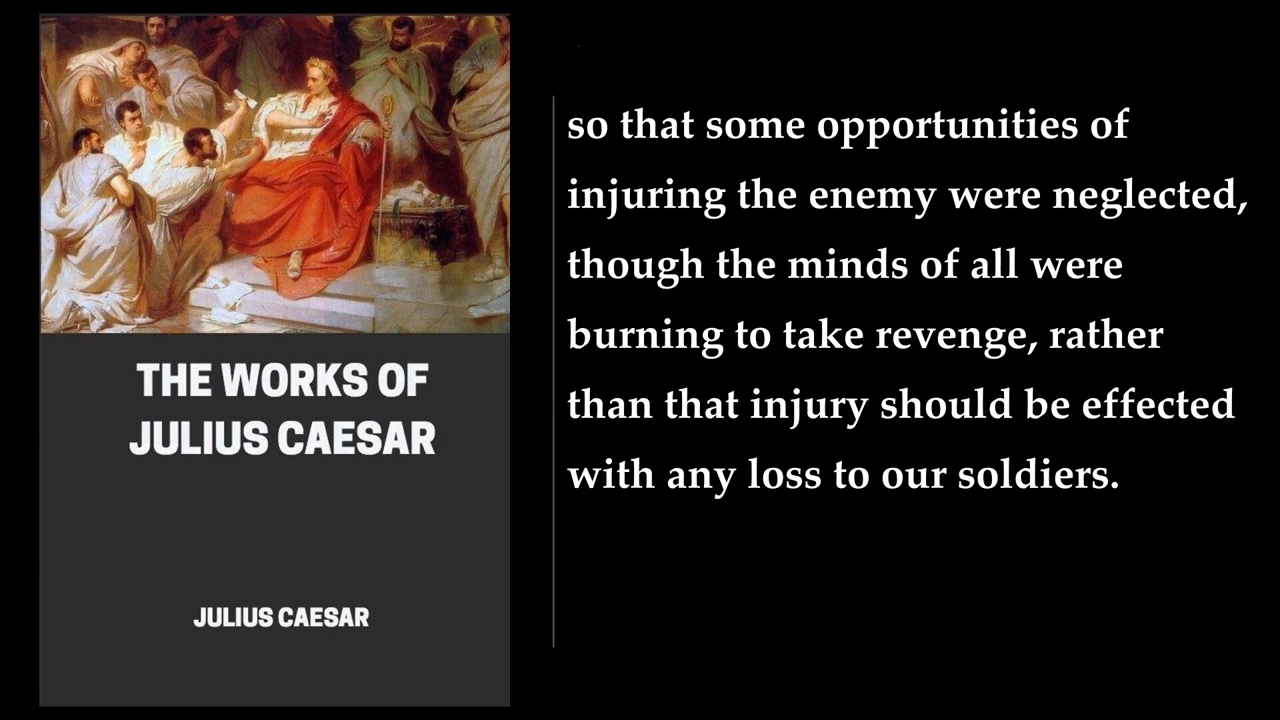 THE WORKS OF
JULIUS CAESAR
JULIUS CAESAR
so that some opportunities of
injuring the enemy were neglected,
though the minds of all were
burning to take revenge, rather
than that injury should be effected
with any loss to our soldiers.